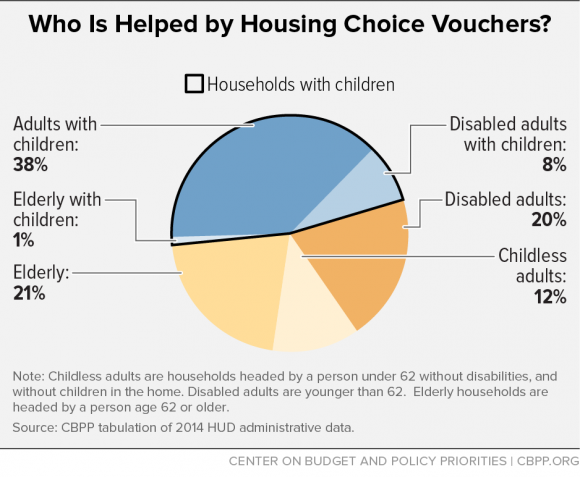 Who Is Helped by Housing Choice Vouchers?
Households with children
Adults with
children:
38%
Disabled adults
with children:
8%
Elderly with
children:
1%
Disabled adults:
20%
Elderly:
21%
Childless
adults:
12%
Note: Childless adults are households headed by a person under 62 without disabilities, and
without children in the home. Disabled adults are younger than 62.  Elderly households are
headed by a person age 62 or older.
Source: CBPP tabulation of 2014 HUD administrative data.
CENTER ON BUDGET AND POLICY PRIORITIES | CBPP.ORG